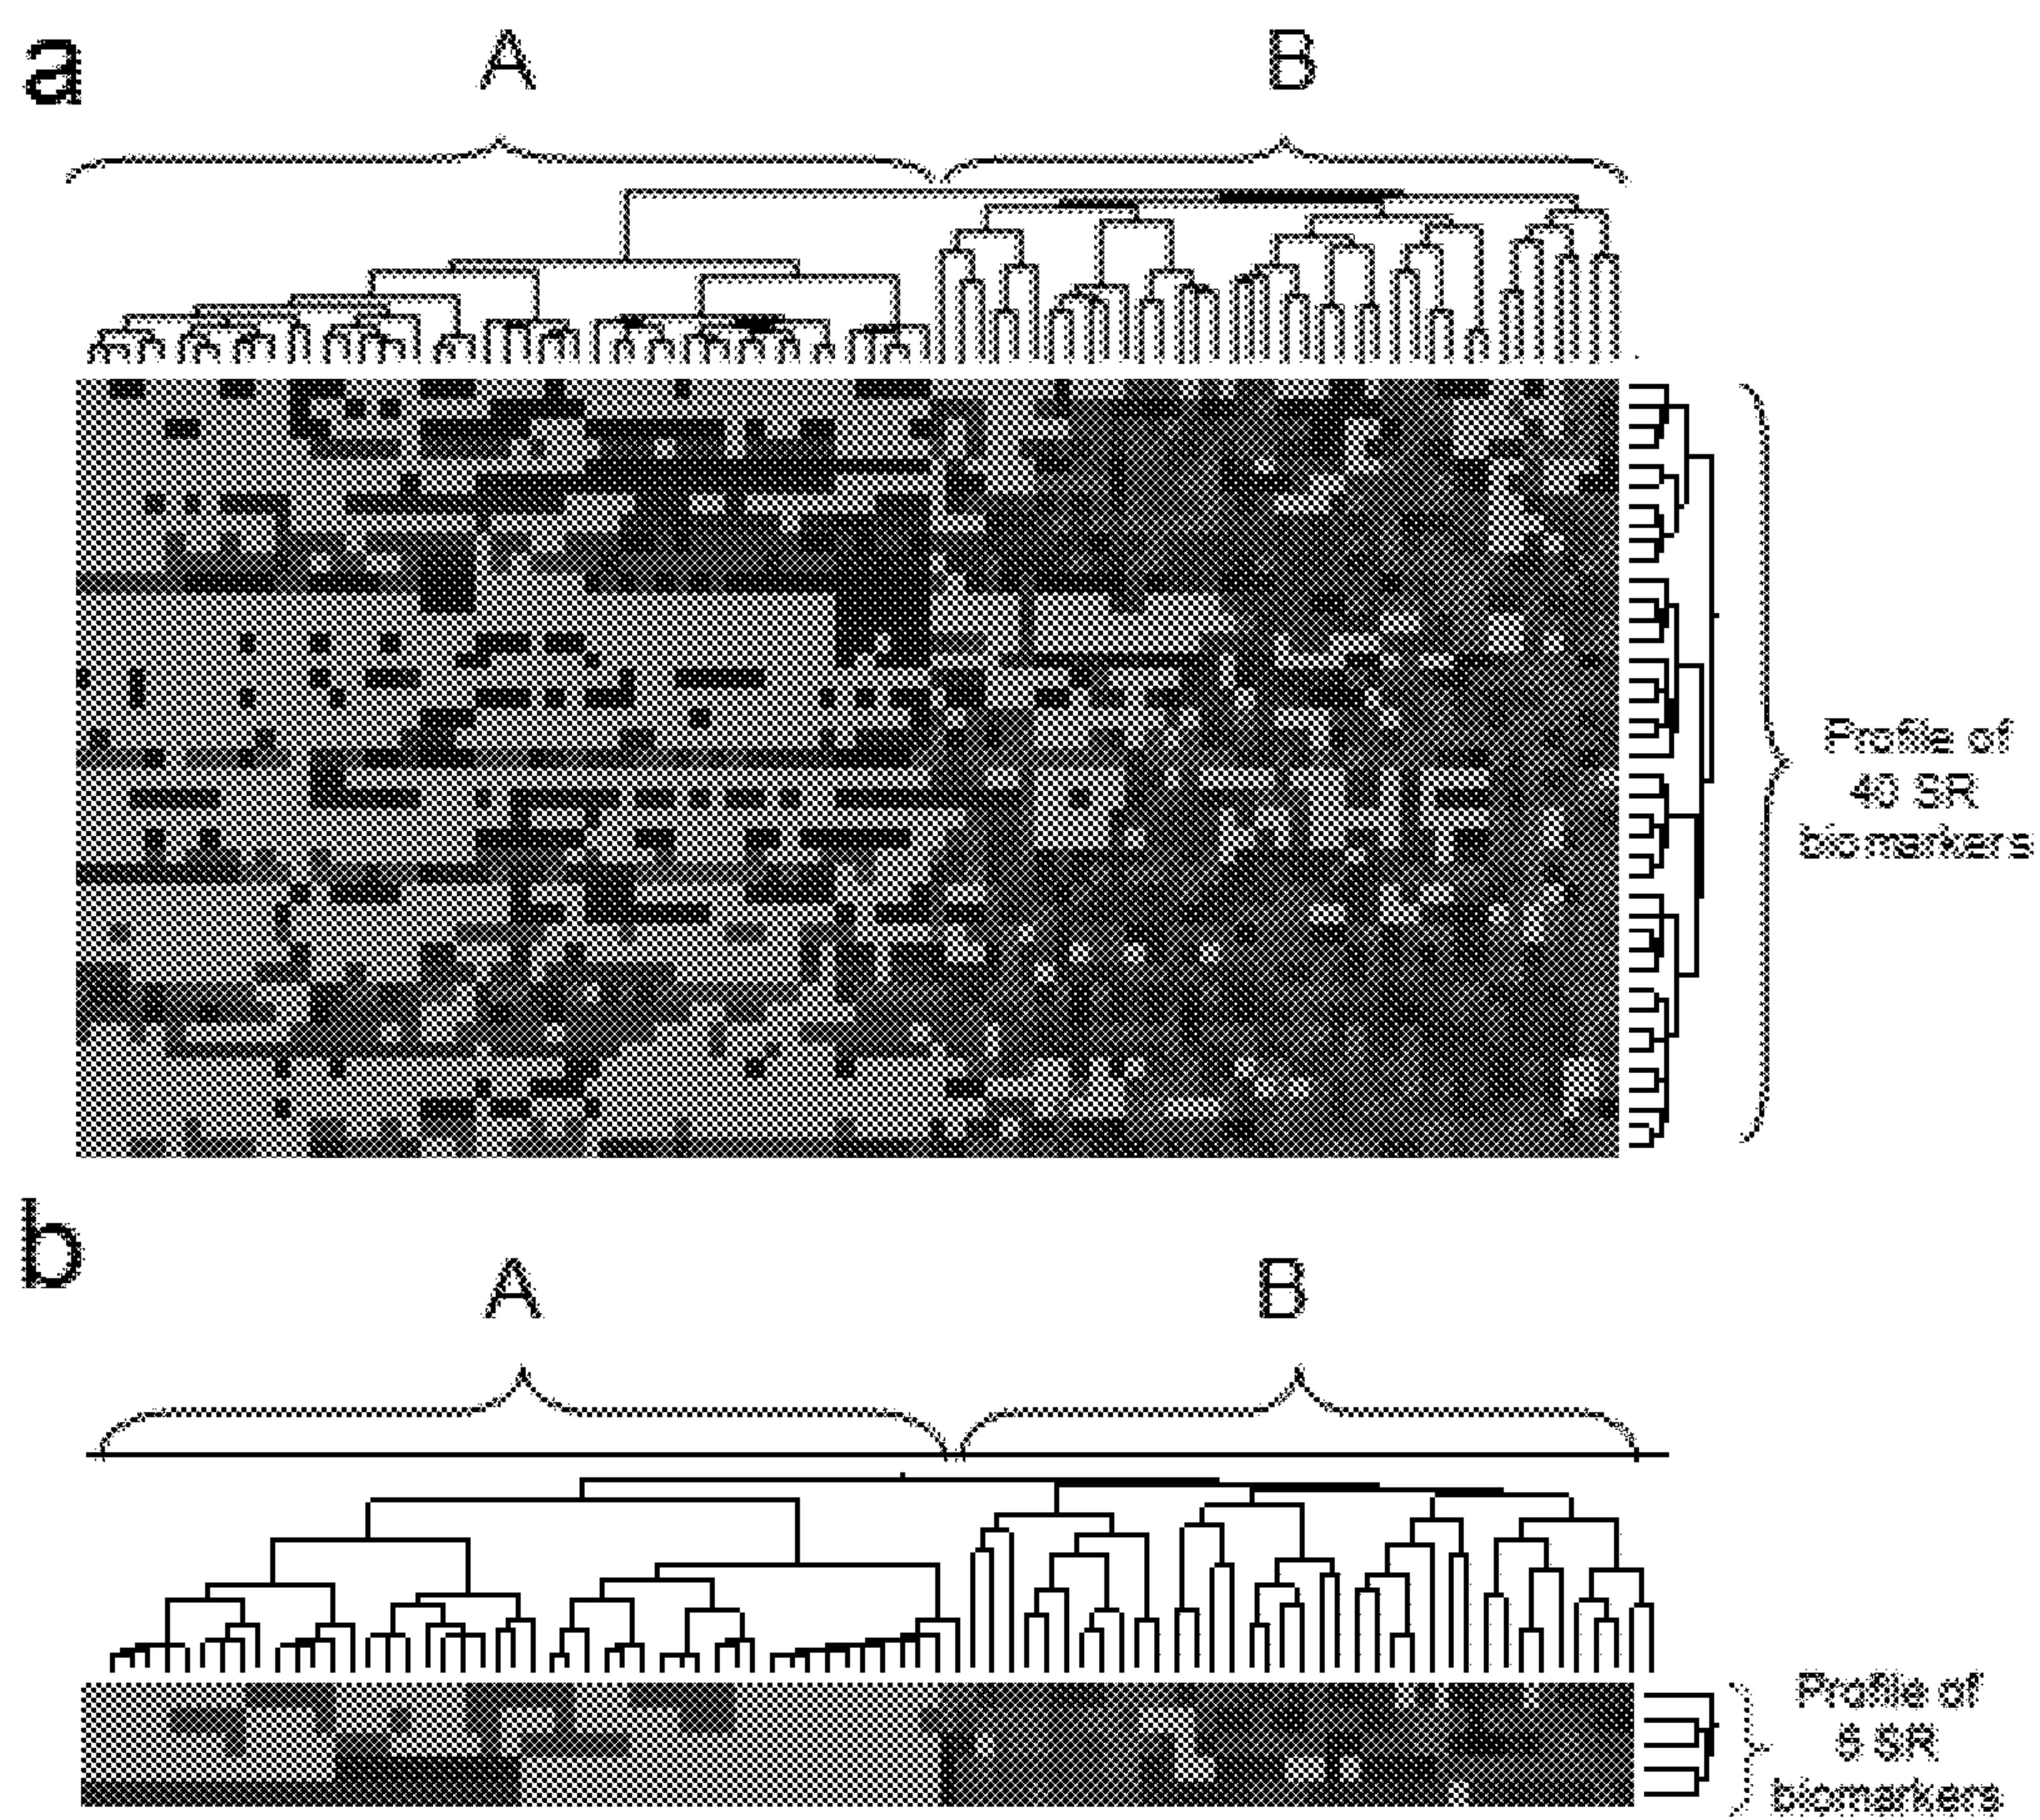 a
A
B
Profile of
40 SR
biomarkers
b
A
B
Profile of
5 SR
biomarkers